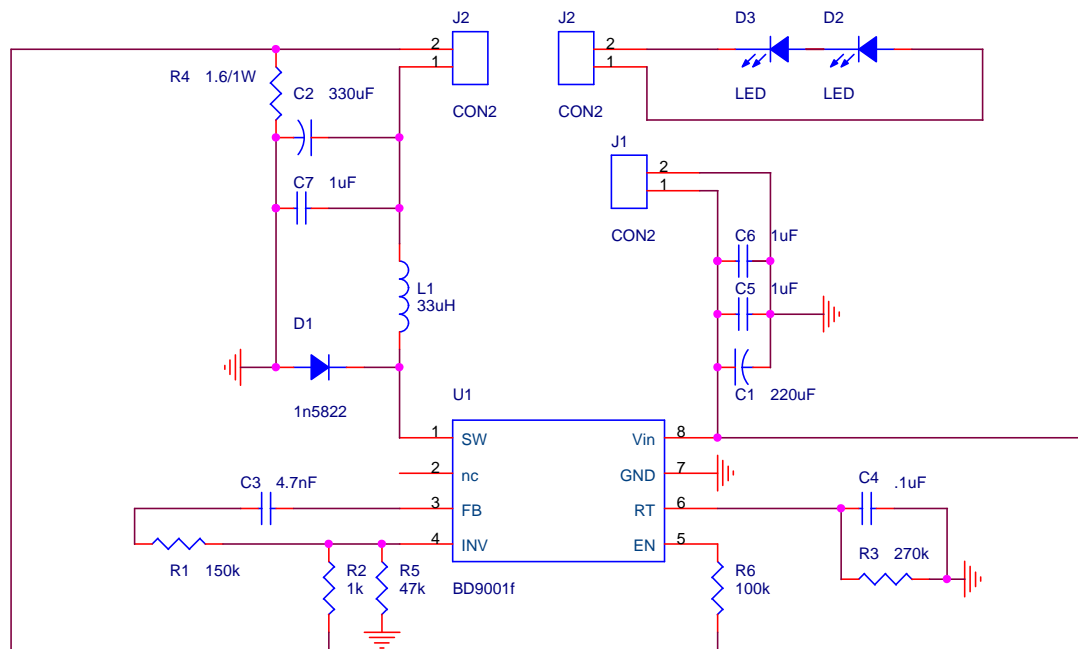 J2
J2
D3
D2
2
1
2
1
R4 1.6/1W
C2 330uF
LED
LED
CON2
CON2
J1
2
1
C7 1uF
CON2
C6 1uF
L1
33uH
C5 1uF
D1
1n5822
U1
C1 220uF
1 SW
Vin 8
2 nc
GND 7
C3 4.7nF
C4 .1uF
3 FB
RT 6
4 INV
EN 5
R1 150k
R2
1k
R5
47k
BD9001f
R6
100k
R3 270k